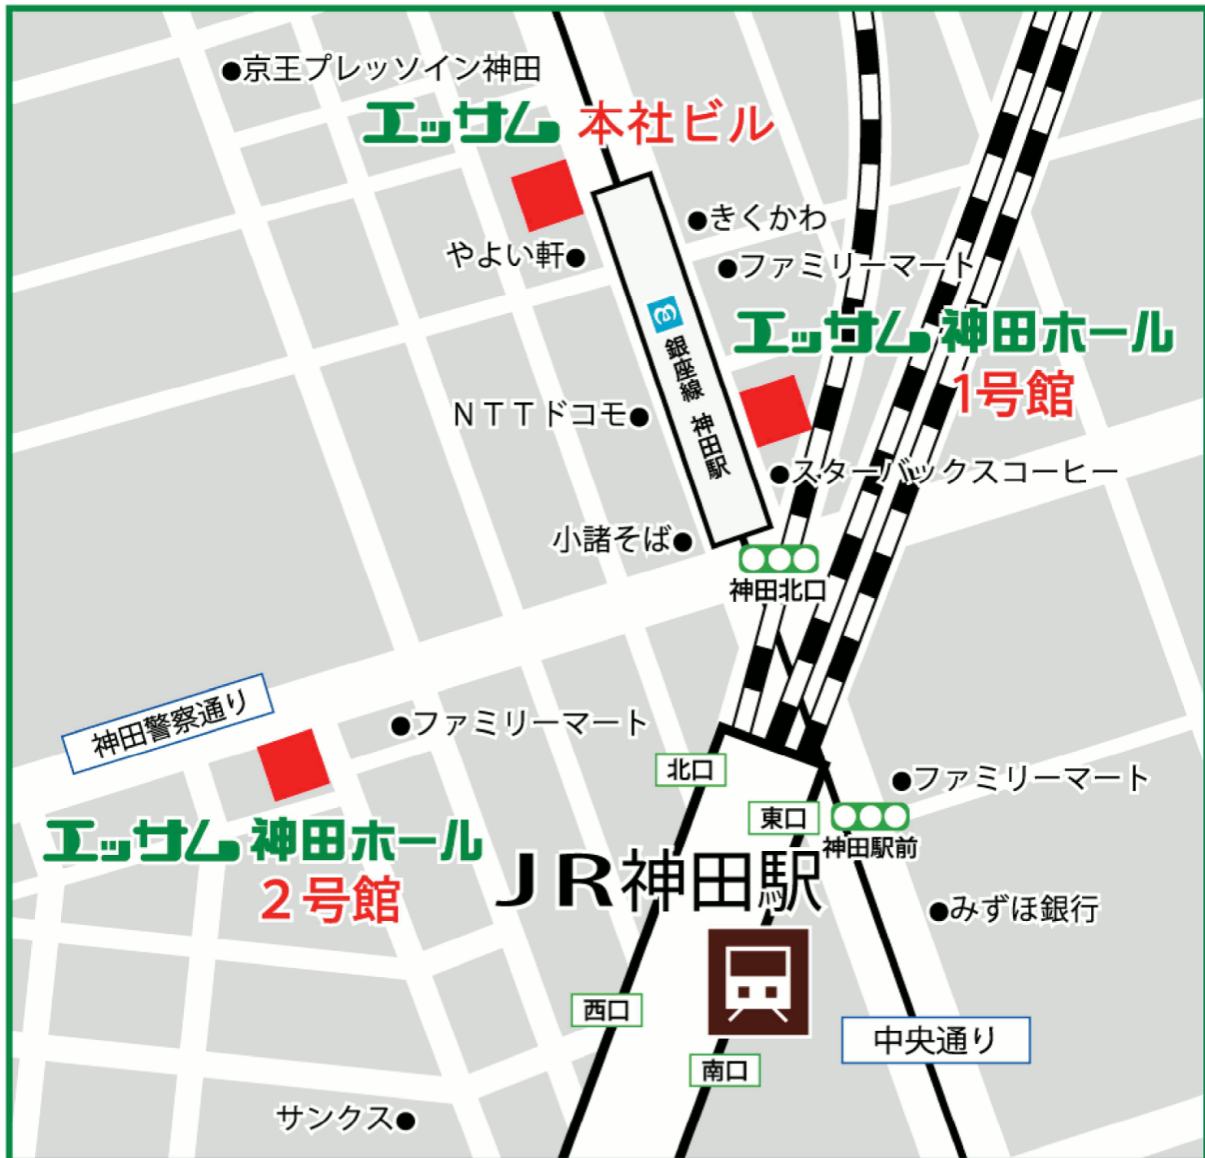 京王プレッソイン神田
エッサム 本社ビル
きくかわ
やよい軒
ファミリーマート
エッサム 神田ホール
1号館
銀座線 神田駅
NTTドコモ
スターバックスコーヒー
小諸そば
神田北口
神田警察通り
ファミリーマート
北口
ファミリーマート
東口
神田駅前
エッサム 神田ホール
2号館
JR神田駅
みずほ銀行
西口
中央通り
南口
サンクス